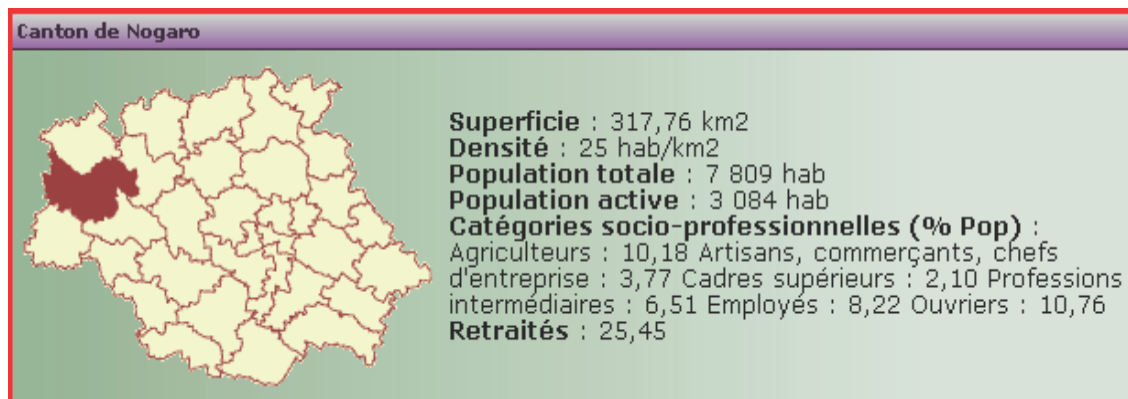 Canton de Nogaro
Superficie : 317,76 km2
Densité : 25 hab/km2
Population totale : 7 809 hab
Population active : 3 084 hab
Catégories socio-professionnelles (% Pop) :
Agriculteurs : 10,18 Artisans, commerçants, chefs
d'entreprise : 3,77 Cadres supérieurs : 2,10 Professions
intermédiaires : 6,51 Employés : 8,22 Ouvriers : 10,76
Retraités : 25,45